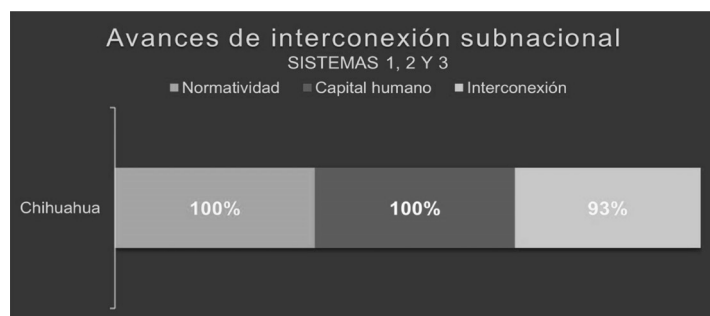 Avances de interconexión subnacional
SISTEMAS 1, 2 Y 3
Normatividad Capital humano Interconexión
Chihuahua 100% 100% 93%